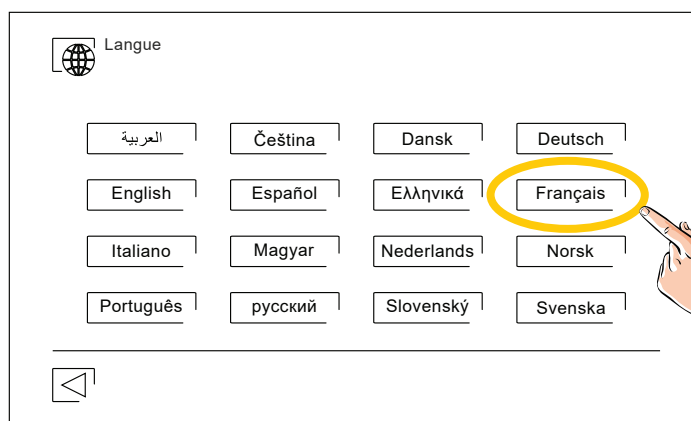 Langue
العربية
Čeština
Dansk
Deutsch
English
Español
Ελληνικά
Français
Italiano
Magyar
Nederlands
Norsk
Português
русский
Slovenský
Svenska